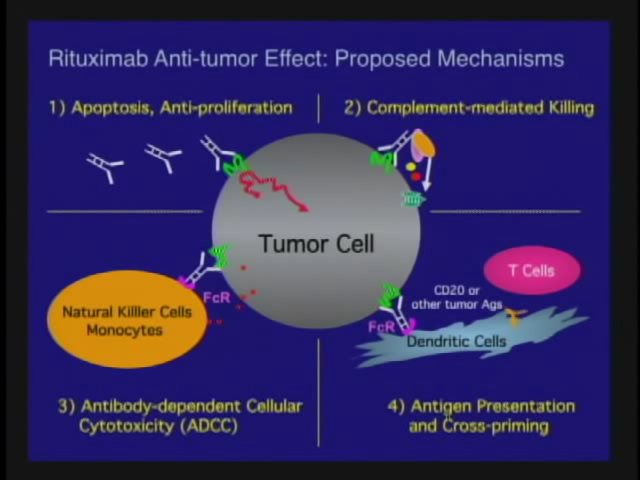 Rituximab Anti-tumor Effect: Proposed Mechanisms
1) Apoptosis, Anti-proliferation
2) Complement-mediated Killing
Tumor Cell
Natural Killler Cells
Monocytes
FcR
T Cells
CD20 or
other tumor Ags
FcR
Dendritic Cells
3) Antibody-dependent Cellular
Cytotoxicity (ADCC)
4) Antigen Presentation
and Cross-priming